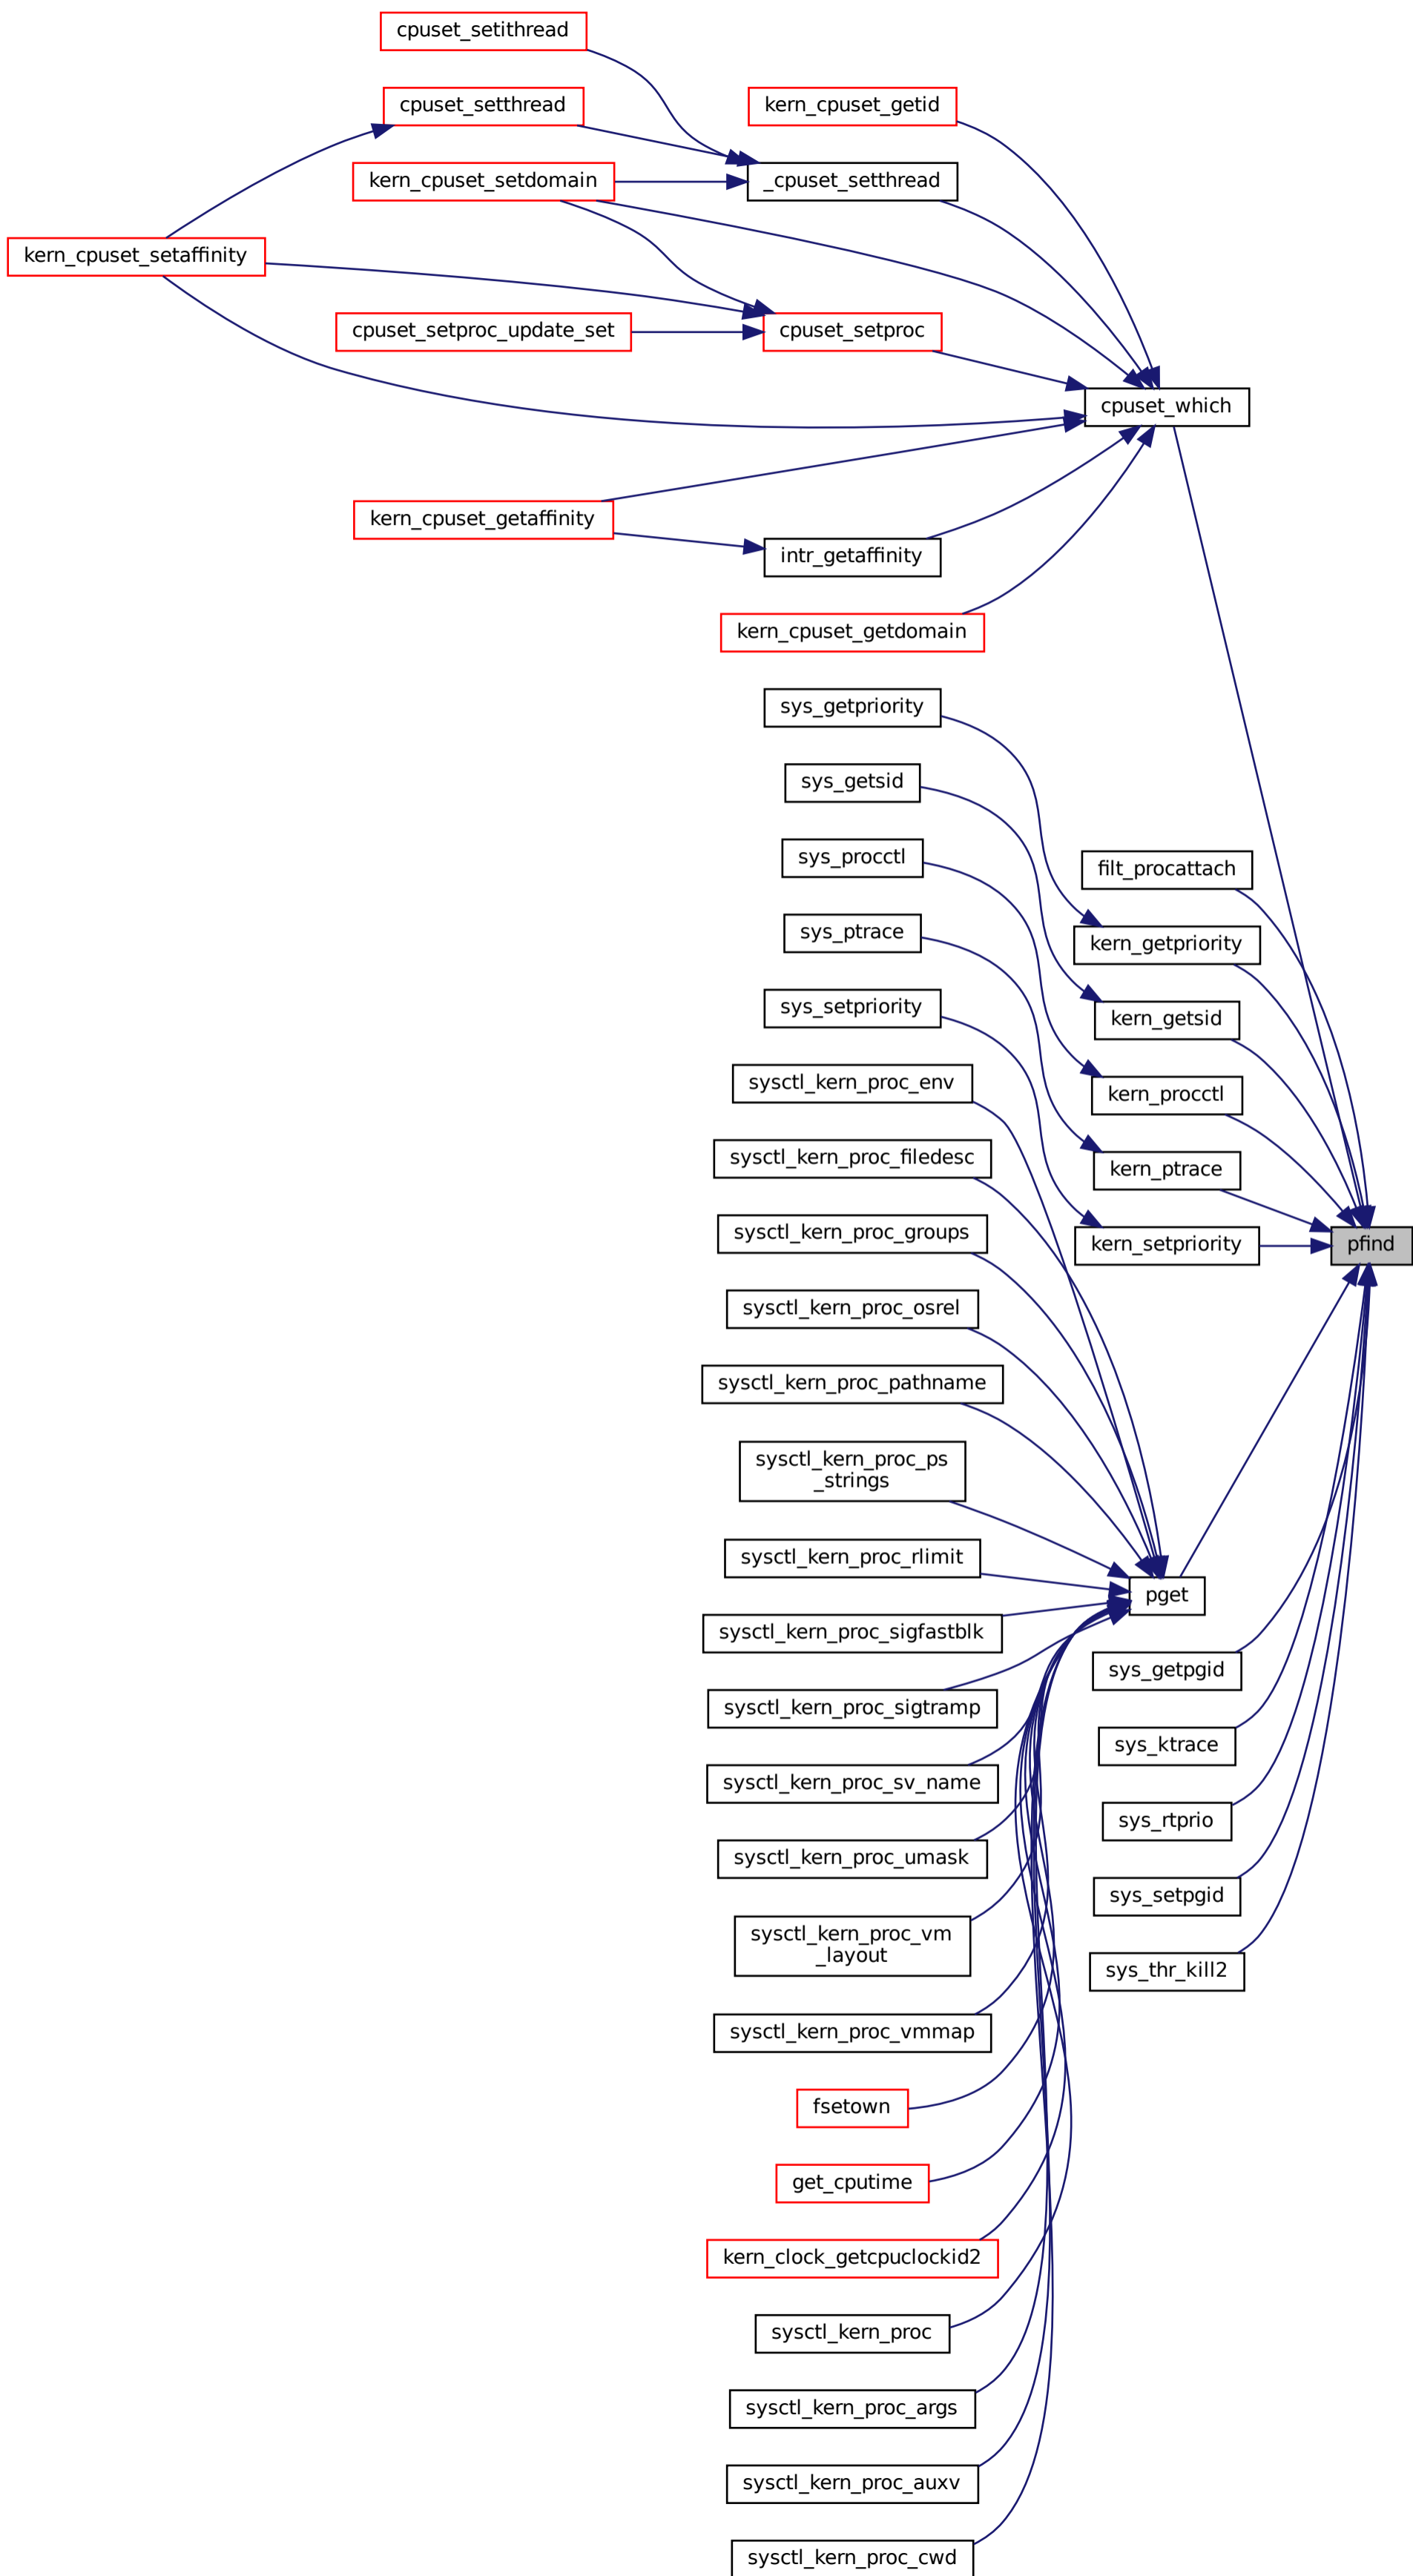 cpuset_setithread
cpuset_setthread
kern_cpuset_getid
kern_cpuset_setdomain
_cpuset_setthread
kern_cpuset_setaffinity
cpuset_setproc_update_set
cpuset_setproc
cpuset_which
kern_cpuset_getaffinity
intr_getaffinity
kern_cpuset_getdomain
sys_getpriority
sys_getsid
sys_procctl
filt_procattach
sys_ptrace
kern_getpriority
sys_setpriority
kern_getsid
sysctl_kern_proc_env
kern_procctl
sysctl_kern_proc_filedesc
kern_ptrace
sysctl_kern_proc_groups
kern_setpriority
pfind
sysctl_kern_proc_osrel
sysctl_kern_proc_pathname
sysctl_kern_proc_ps
_strings
sysctl_kern_proc_rlimit
pget
sysctl_kern_proc_sigfastblk
sys_getpgid
sysctl_kern_proc_sigtramp
sys_ktrace
sysctl_kern_proc_sv_name
sys_rtprio
sysctl_kern_proc_umask
sys_setpgid
sysctl_kern_proc_vm
_layout
sys_thr_kill2
sysctl_kern_proc_vmmap
fsetown
get_cputime
kern_clock_getcpuclockid2
sysctl_kern_proc
sysctl_kern_proc_args
sysctl_kern_proc_auxv
sysctl_kern_proc_cwd